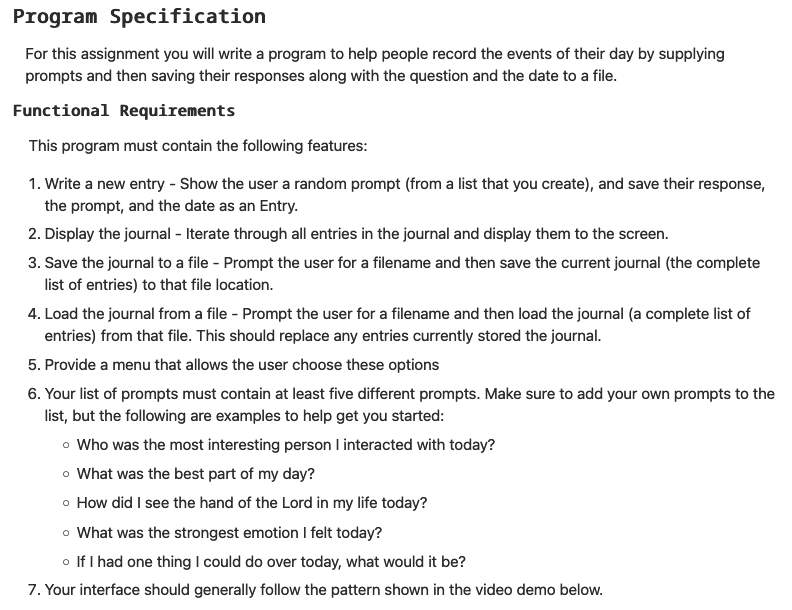 Program Specification
For this assignment you will write a program to help people record the events of their day by supplying
prompts and then saving their responses along with the question and the date to a file.
Functional Requirements
This program must contain the following features:
1. Write a new entry - Show the user a random prompt (from a list that you create), and save their response,
the prompt, and the date as an Entry.
2. Display the journal - Iterate through all entries in the journal and display them to the screen.
3. Save the journal to a file - Prompt the user for a filename and then save the current journal (the complete
list of entries) to that file location.
4. Load the journal from a file - Prompt the user for a filename and then load the journal (a complete list of
entries) from that file. This should replace any entries currently stored the journal.
5. Provide a menu that allows the user choose these options
6. Your list of prompts must contain at least five different prompts. Make sure to add your own prompts to the
list, but the following are examples to help get you started:
○ Who was the most interesting person I interacted with today?
○ What was the best part of my day?
○ How did I see the hand of the Lord in my life today?
○ What was the strongest emotion I felt today?
○ If I had one thing I could do over today, what would it be?
7. Your interface should generally follow the pattern shown in the video demo below.